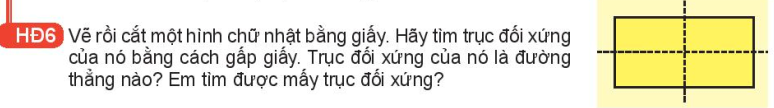 HĐ6 Vẽ rồi cắt một hình chữ nhật bằng giấy. Hãy tìm trục đối xứng
của nó bằng cách gấp giấy. Trục đối xứng của nó là đường
thẳng nào? Em tìm được mấy trục đối xứng?